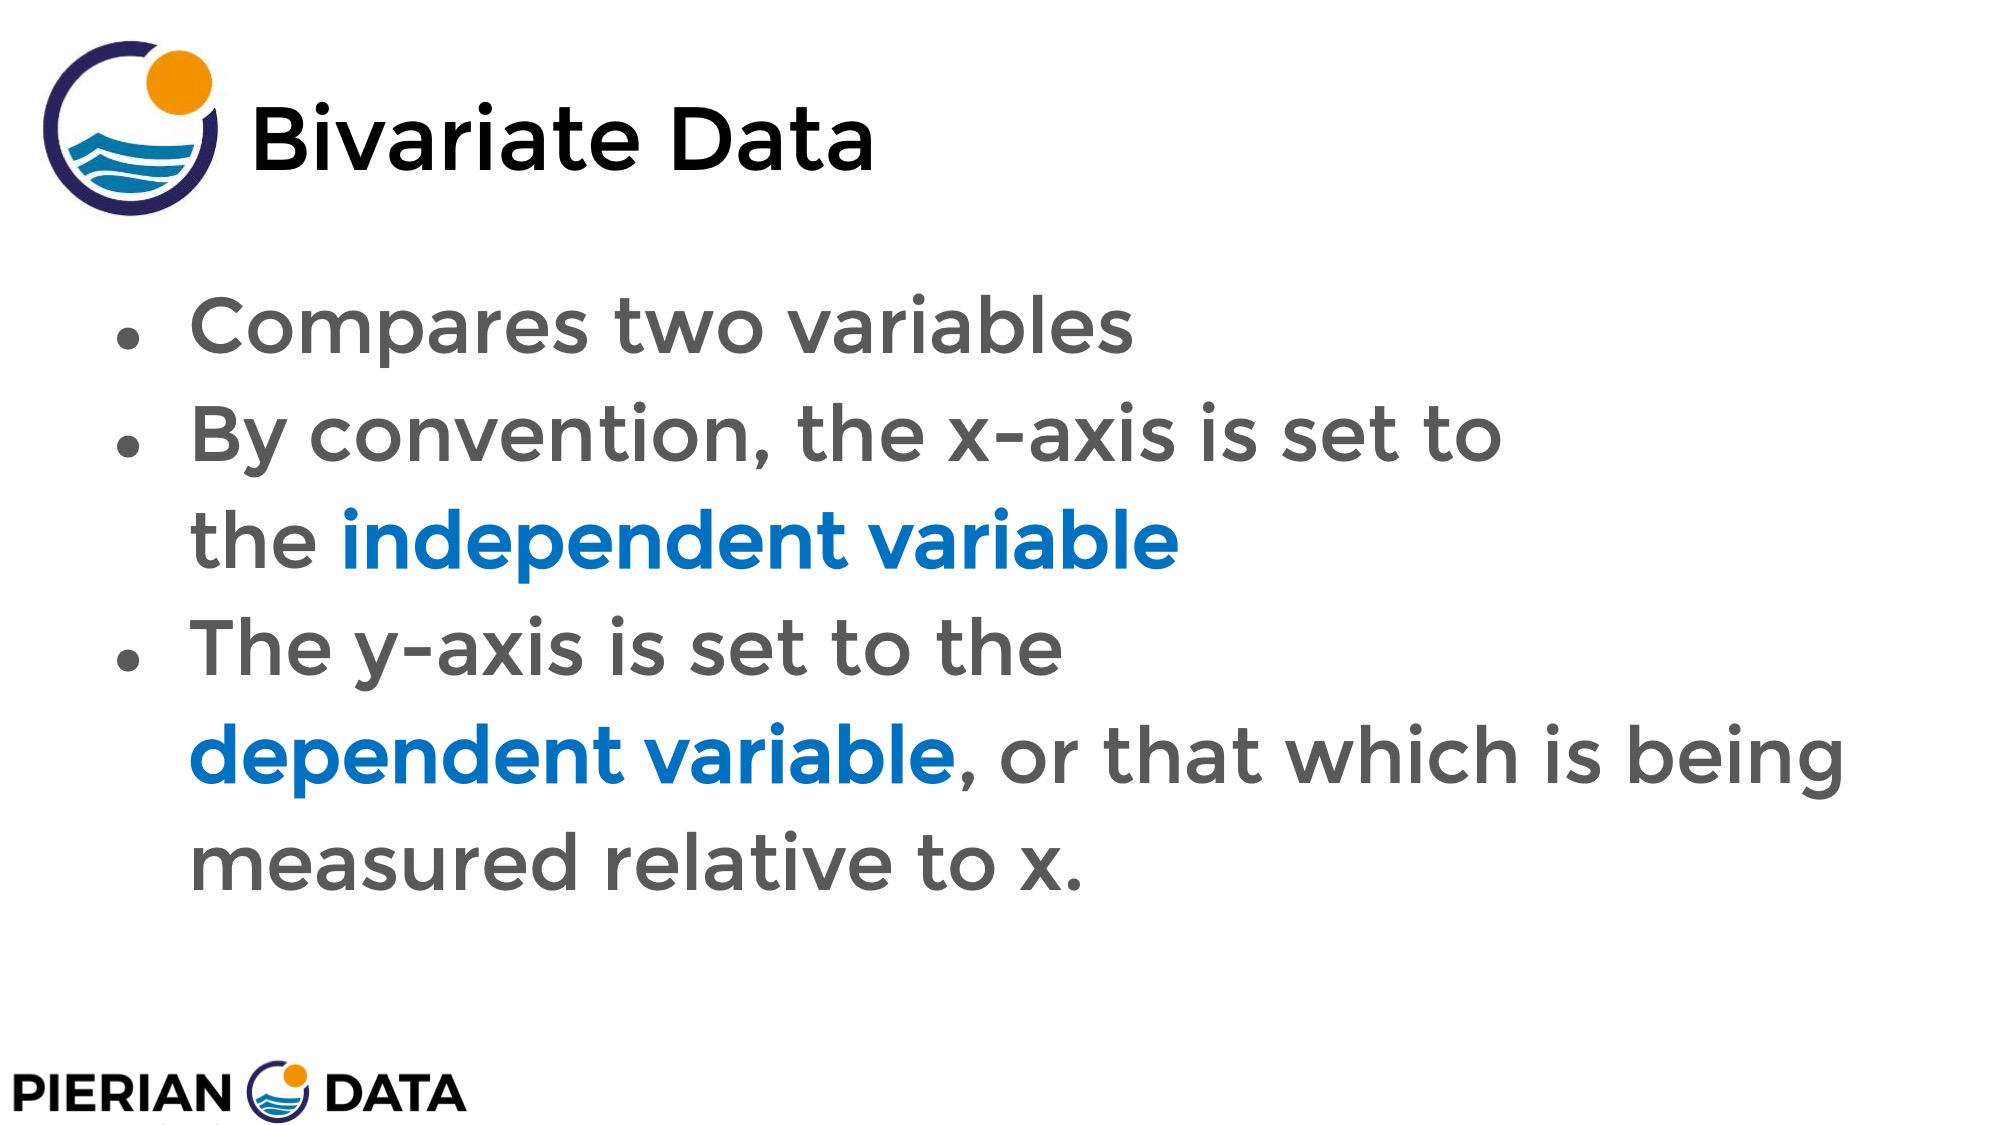 Bivariate Data
• Compares two variables
• By convention, the x-axis is set to
the independent variable
• The y-axis is set to the
dependent variable, or that which is being
measured relative to x.
PIERIAN DATA